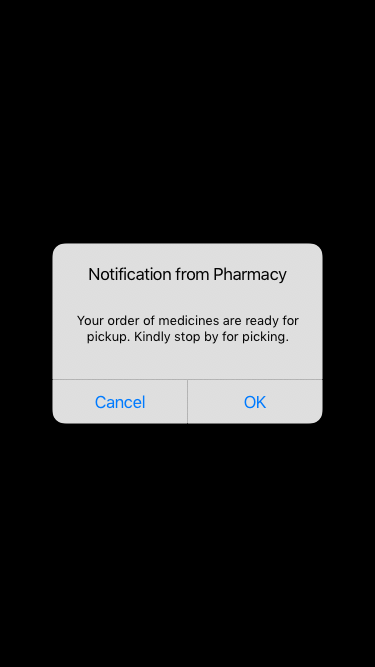 Notification from Pharmacy
Your order of medicines are ready for
pickup. Kindly stop by for picking.
Cancel
OK